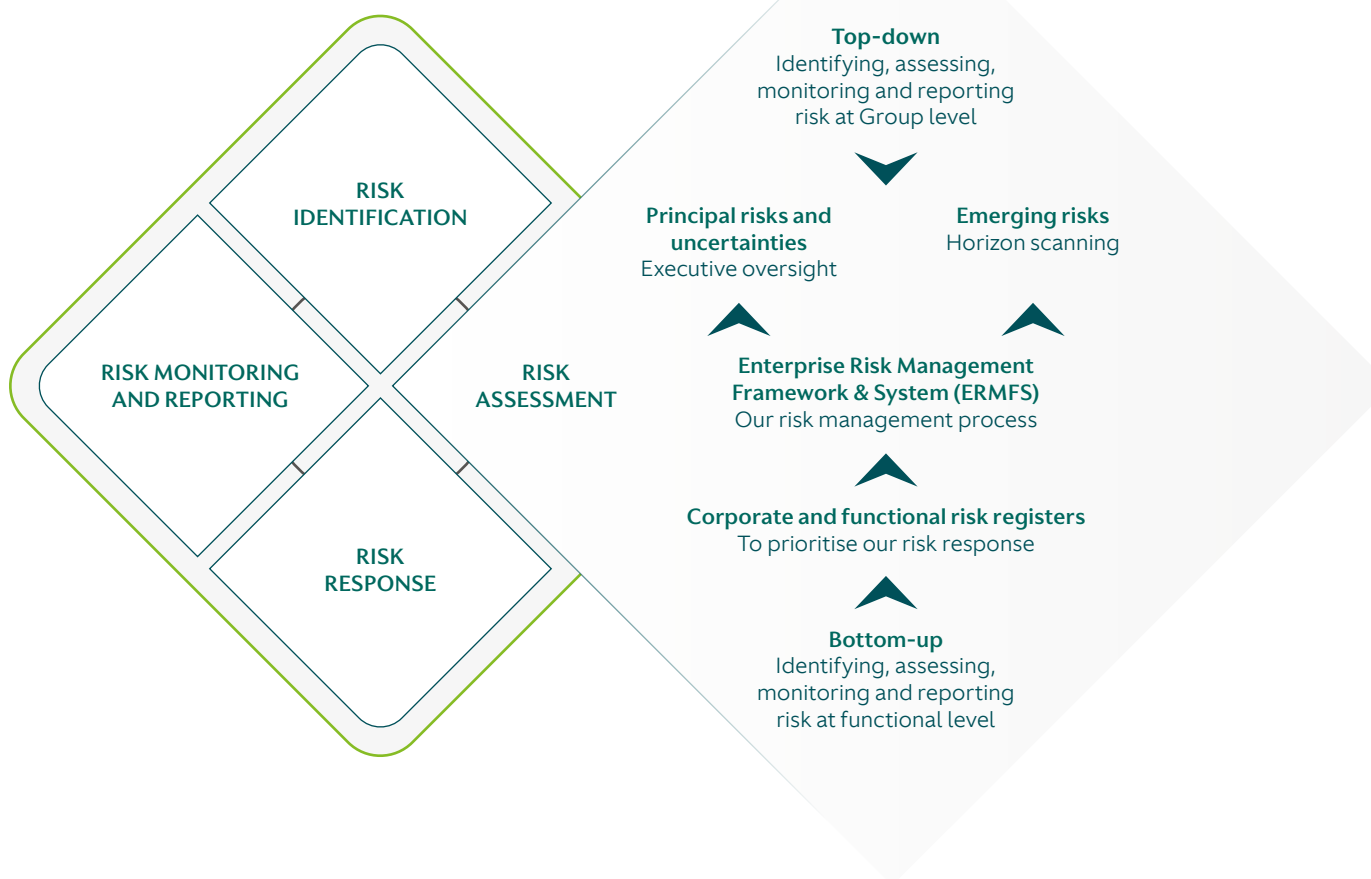 RISK
IDENTIFICATION
RISK MONITORING
AND REPORTING
RISK
ASSESSMENT
RISK
RESPONSE
Top-down
Identifying, assessing,
monitoring and reporting
risk at Group level
Principal risks and
uncertainties
Executive oversight
Emerging risks
Horizon scanning
Enterprise Risk Management
Framework & System (ERMFS)
Our risk management process
Corporate and functional risk registers
To prioritise our risk response
Bottom-up
Identifying, assessing,
monitoring and reporting
risk at functional level